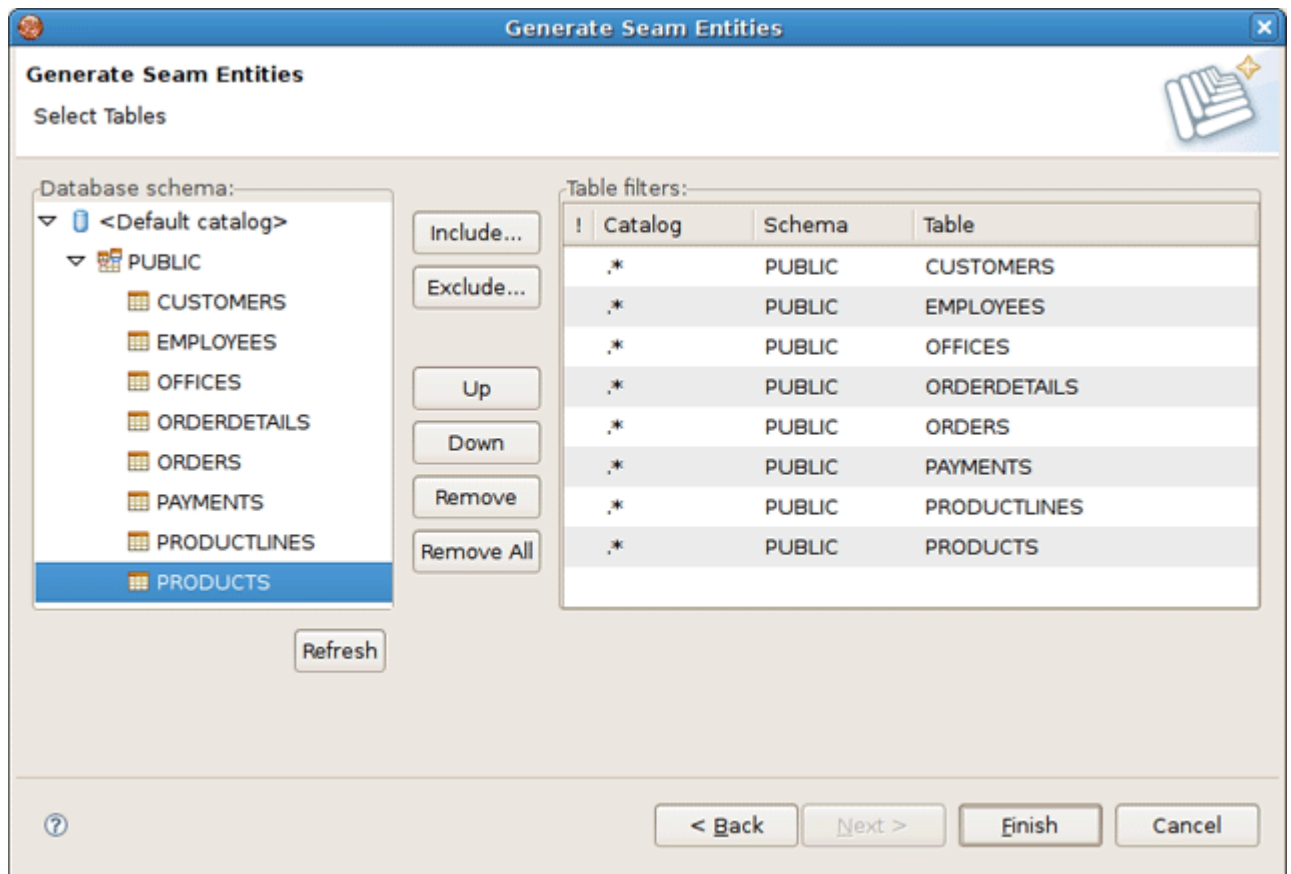 Generate Seam Entities
Generate Seam Entities
Select Tables
Database schema:
<Default catalog>
PUBLIC
CUSTOMERS
EMPLOYEES
OFFICES
ORDERDETAILS
ORDERS
PAYMENTS
PRODUCTLINES
PRODUCTS
Refresh
Include...
Exclude...
Up
Down
Remove
Remove All
Table filters:
! Catalog Schema Table
.* PUBLIC CUSTOMERS
.* PUBLIC EMPLOYEES
.* PUBLIC OFFICES
.* PUBLIC ORDERDETAILS
.* PUBLIC ORDERS
.* PUBLIC PAYMENTS
.* PUBLIC PRODUCTLINES
.* PUBLIC PRODUCTS
? < Back Next > Finish Cancel